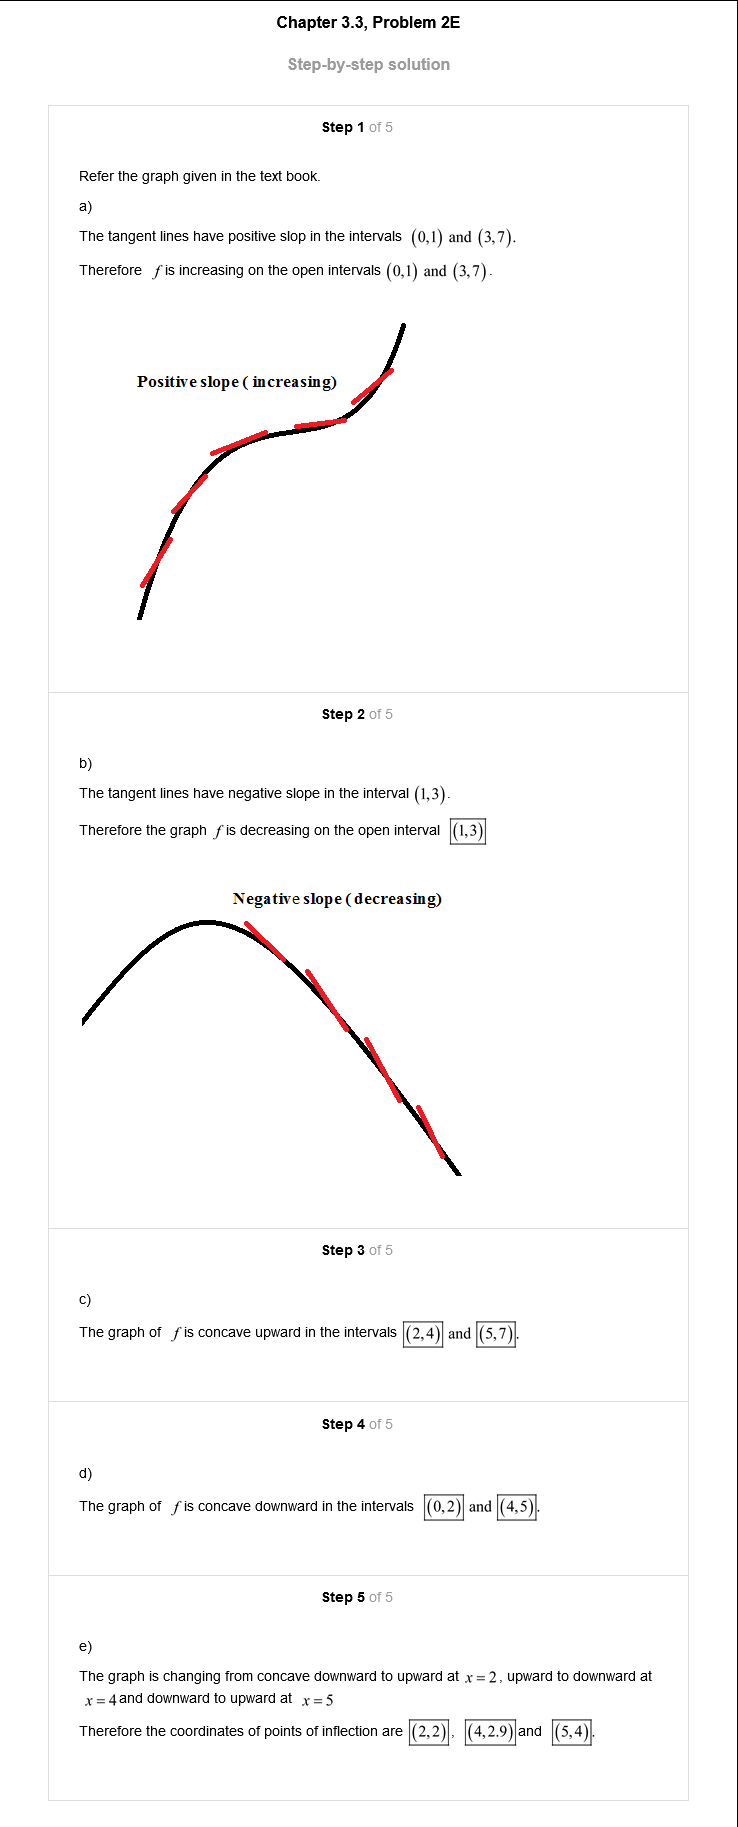 Chapter 3.3, Problem 2E
Step-by-step solution
Step 1 of 5
Refer the graph given in the text book.
a)
The tangent lines have positive slop in the intervals (0,1) and (3,7).
Therefore f is increasing on the open intervals (0,1) and (3,7).
Positive slope ( increasing)
Step 2 of 5
b)
The tangent lines have negative slope in the interval (1,3).
Therefore the graph f is decreasing on the open interval (1,3)
Negative slope ( decreasing)
Step 3 of 5
c)
The graph of f is concave upward in the intervals (2,4) and (5,7).
Step 4 of 5
d)
The graph of f is concave downward in the intervals (0,2) and (4,5).
Step 5 of 5
e)
The graph is changing from concave downward to upward at x = 2, upward to downward at
x = 4 and downward to upward at x = 5
Therefore the coordinates of points of inflection are (2,2), (4,2.9) and (5,4).